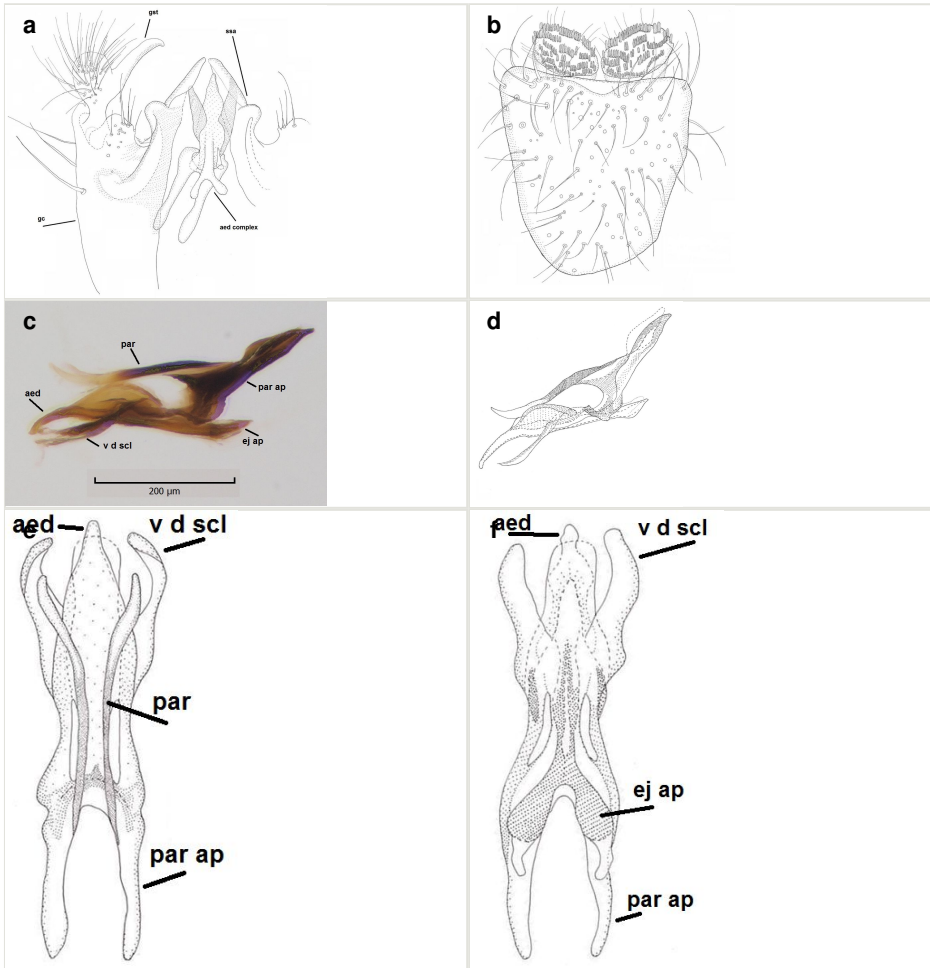 a
gst
ssa
gc
aed complex
b
c
par
aed
par ap
v d scl
ej ap
200 µm
d
e
aed
v d scl
par
par ap
f
aed
v d scl
ej ap
par ap